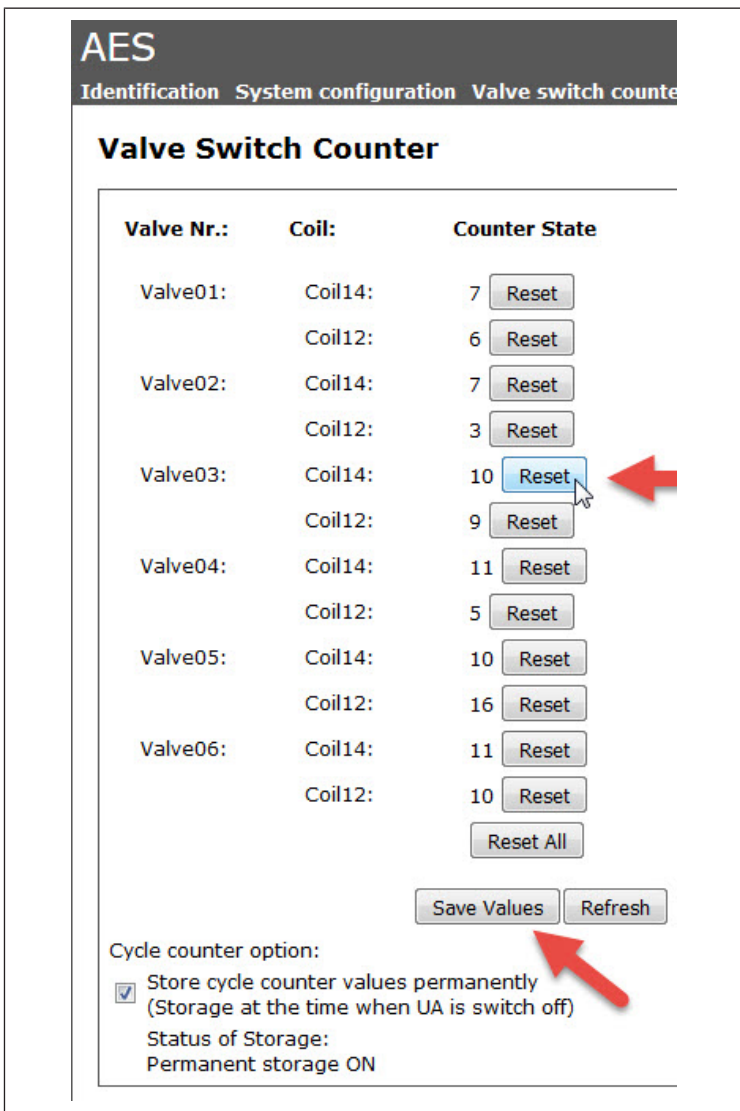 AES
Identification System configuration Valve switch counte
Valve Switch Counter
Valve Nr.: Coil: Counter State
Valve01: Coil14: 7 Reset
Coil12: 6 Reset
Valve02: Coil14: 7 Reset
Coil12: 3 Reset
Valve03: Coil14: 10 Reset
Coil12: 9 Reset
Valve04: Coil14: 11 Reset
Coil12: 5 Reset
Valve05: Coil14: 10 Reset
Coil12: 16 Reset
Valve06: Coil14: 11 Reset
Coil12: 10 Reset
Reset All
Save Values Refresh
Cycle counter option:
Store cycle counter values permanently
(Storage at the time when UA is switch off)
Status of Storage:
Permanent storage ON